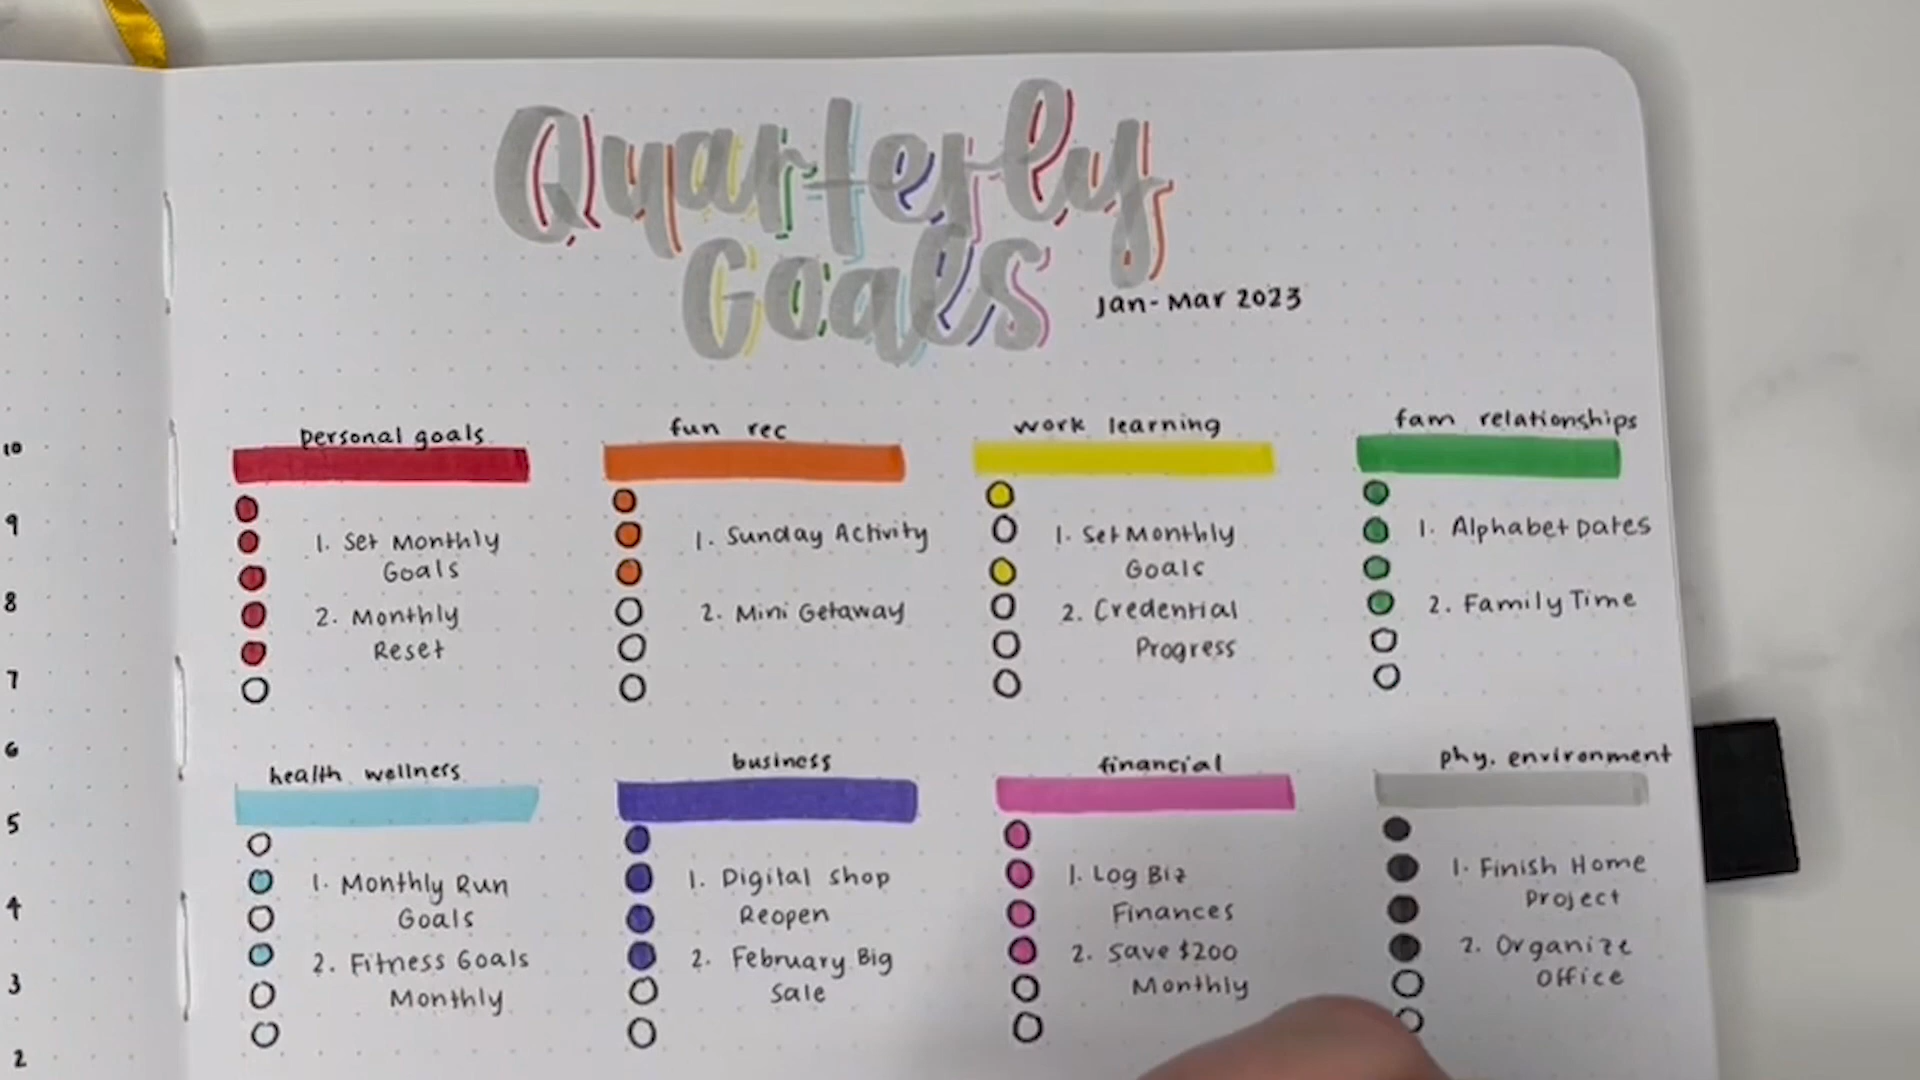 Quarterly
Goals
Jan-Mar 2023
personal goals
1. Set Monthly
Goals
2. Monthly
Reset
fun rec
1. Sunday Activity
2. Mini Getaway
work learning
1. Set Monthly
Goals
2. Credential
Progress
fam relationships
1. Alphabet Dates
2. Family Time
health wellness
1. Monthly Run
Goals
2. Fitness Goals
Monthly
business
1. Digital Shop
Reopen
2. February Big
Sale
financial
1. Log Biz
Finances
2. Save $200
Monthly
phy. environment
1. Finish Home
Project
2. Organize
Office
10
9
8
7
6
5
4
3
2